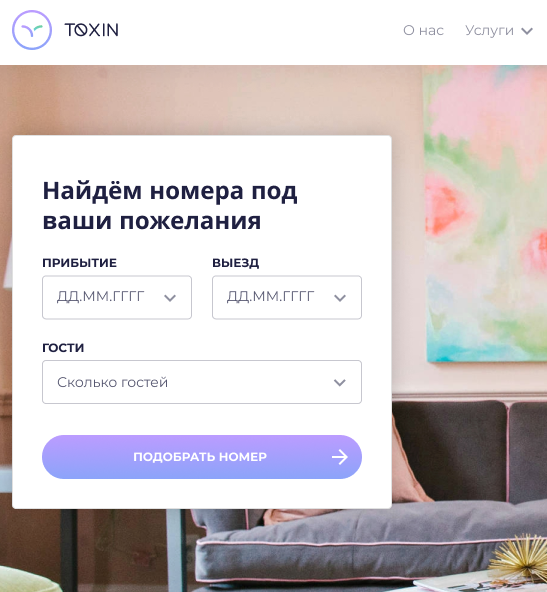 TOXIN
О нас
Услуги
Найдём номера под
ваши пожелания
ПРИБЫТИЕ
ВЫЕЗД
ДД.ММ.ГГГГ
ДД.ММ.ГГГГ
ГОСТИ
Сколько гостей
ПОДОБРАТЬ НОМЕР